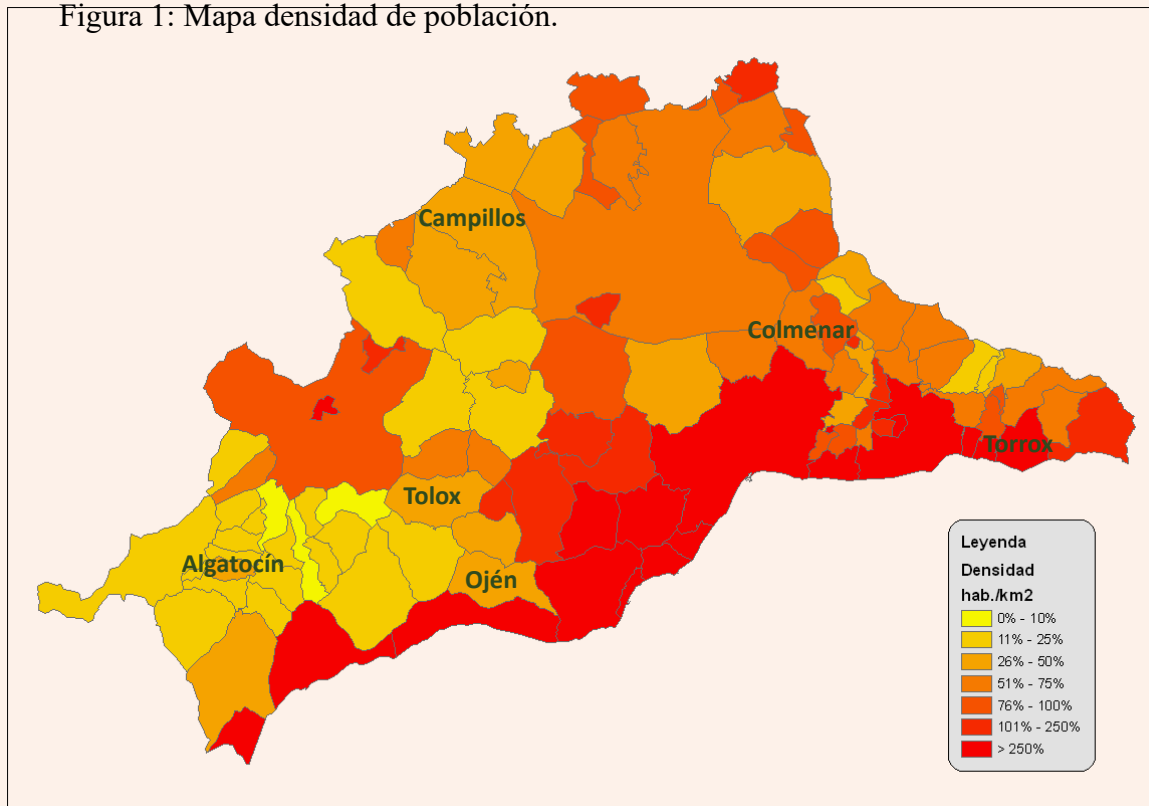 Figura 1: Mapa densidad de población.
Campillos
Colmenar
Torrox
Tolox
Algatocín
Ojén
Leyenda
Densidad
hab./km2
0% - 10%
11% - 25%
26% - 50%
51% - 75%
76% - 100%
101% - 250%
> 250%